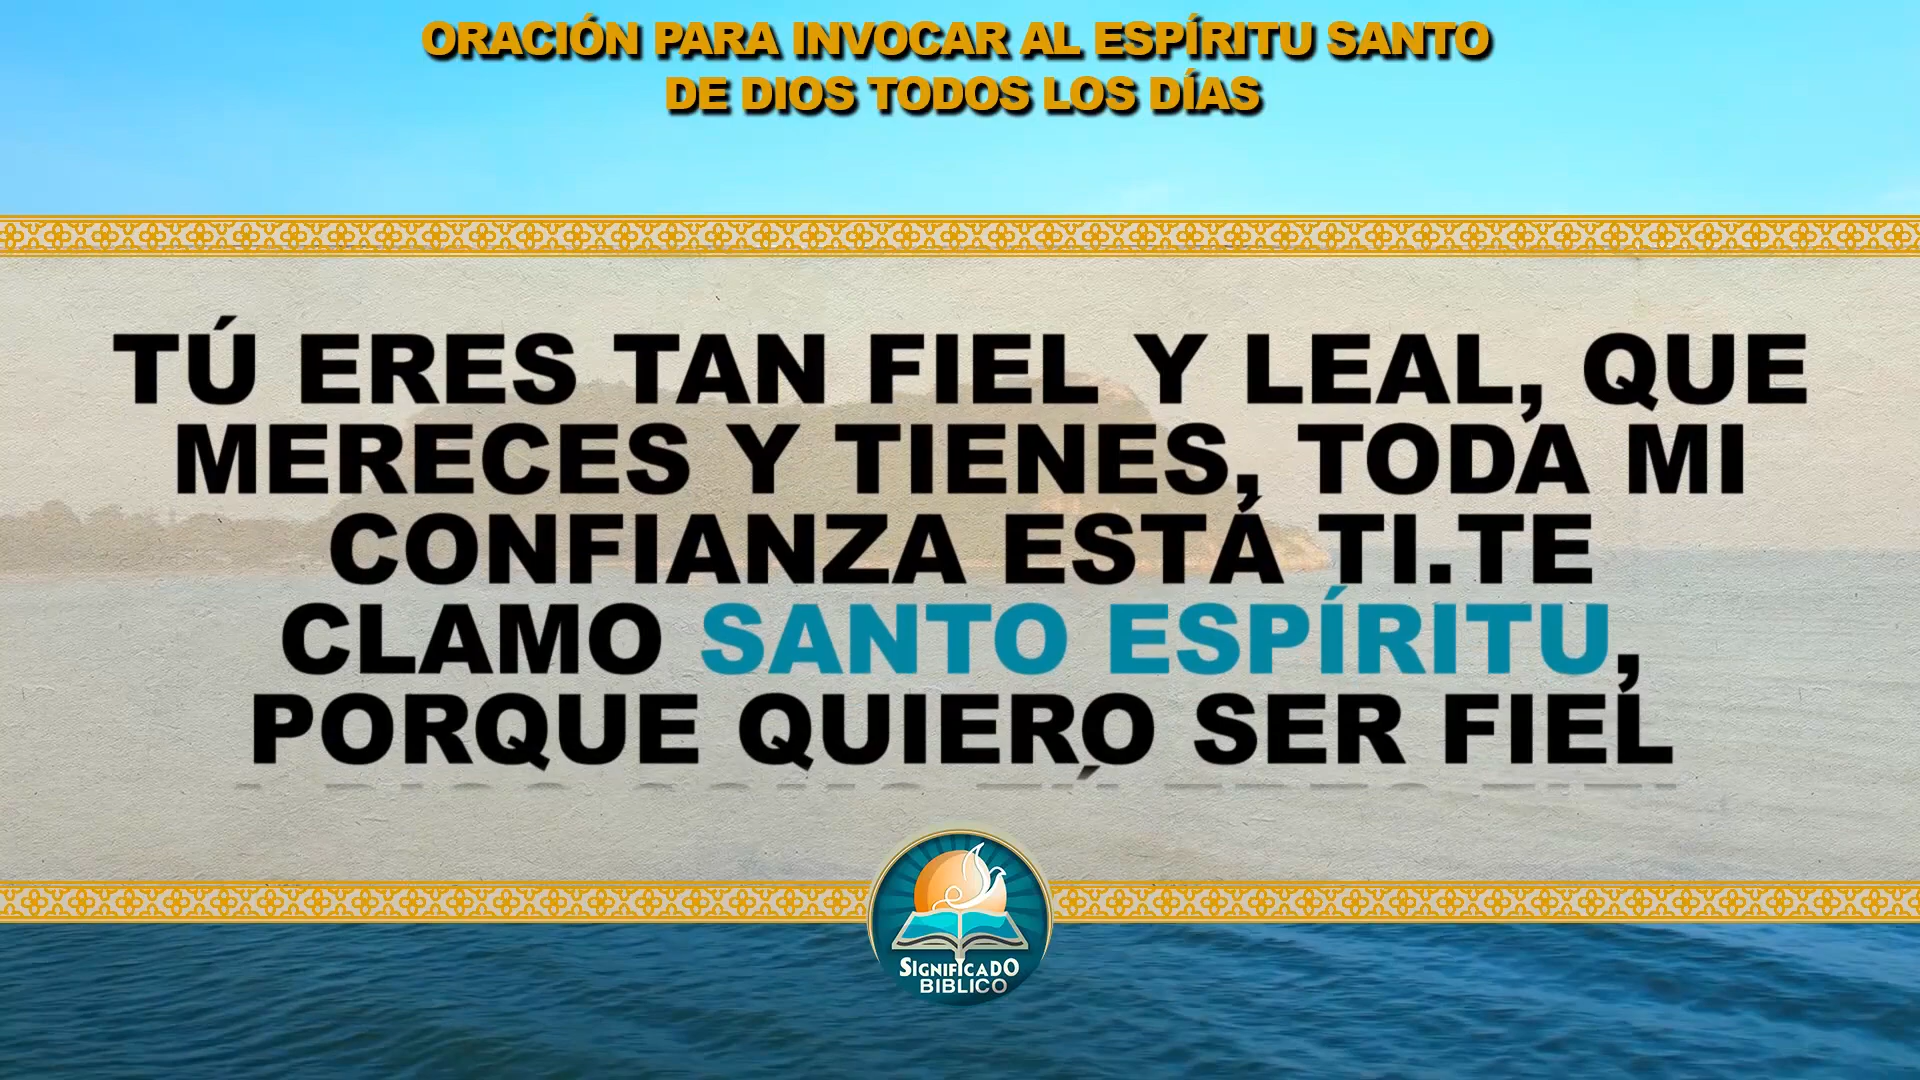 ORACIÓN PARA INVOCAR AL ESPÍRITU SANTO
DE DIOS TODOS LOS DÍAS
TÚ ERES TAN FIEL Y LEAL, QUE
MERECES Y TIENES, TODA MI
CONFIANZA ESTÁ TI.TE
CLAMO SANTO ESPÍRITU,
PORQUE QUIERO SER FIEL
SIGNIFICADO
BIBLICO